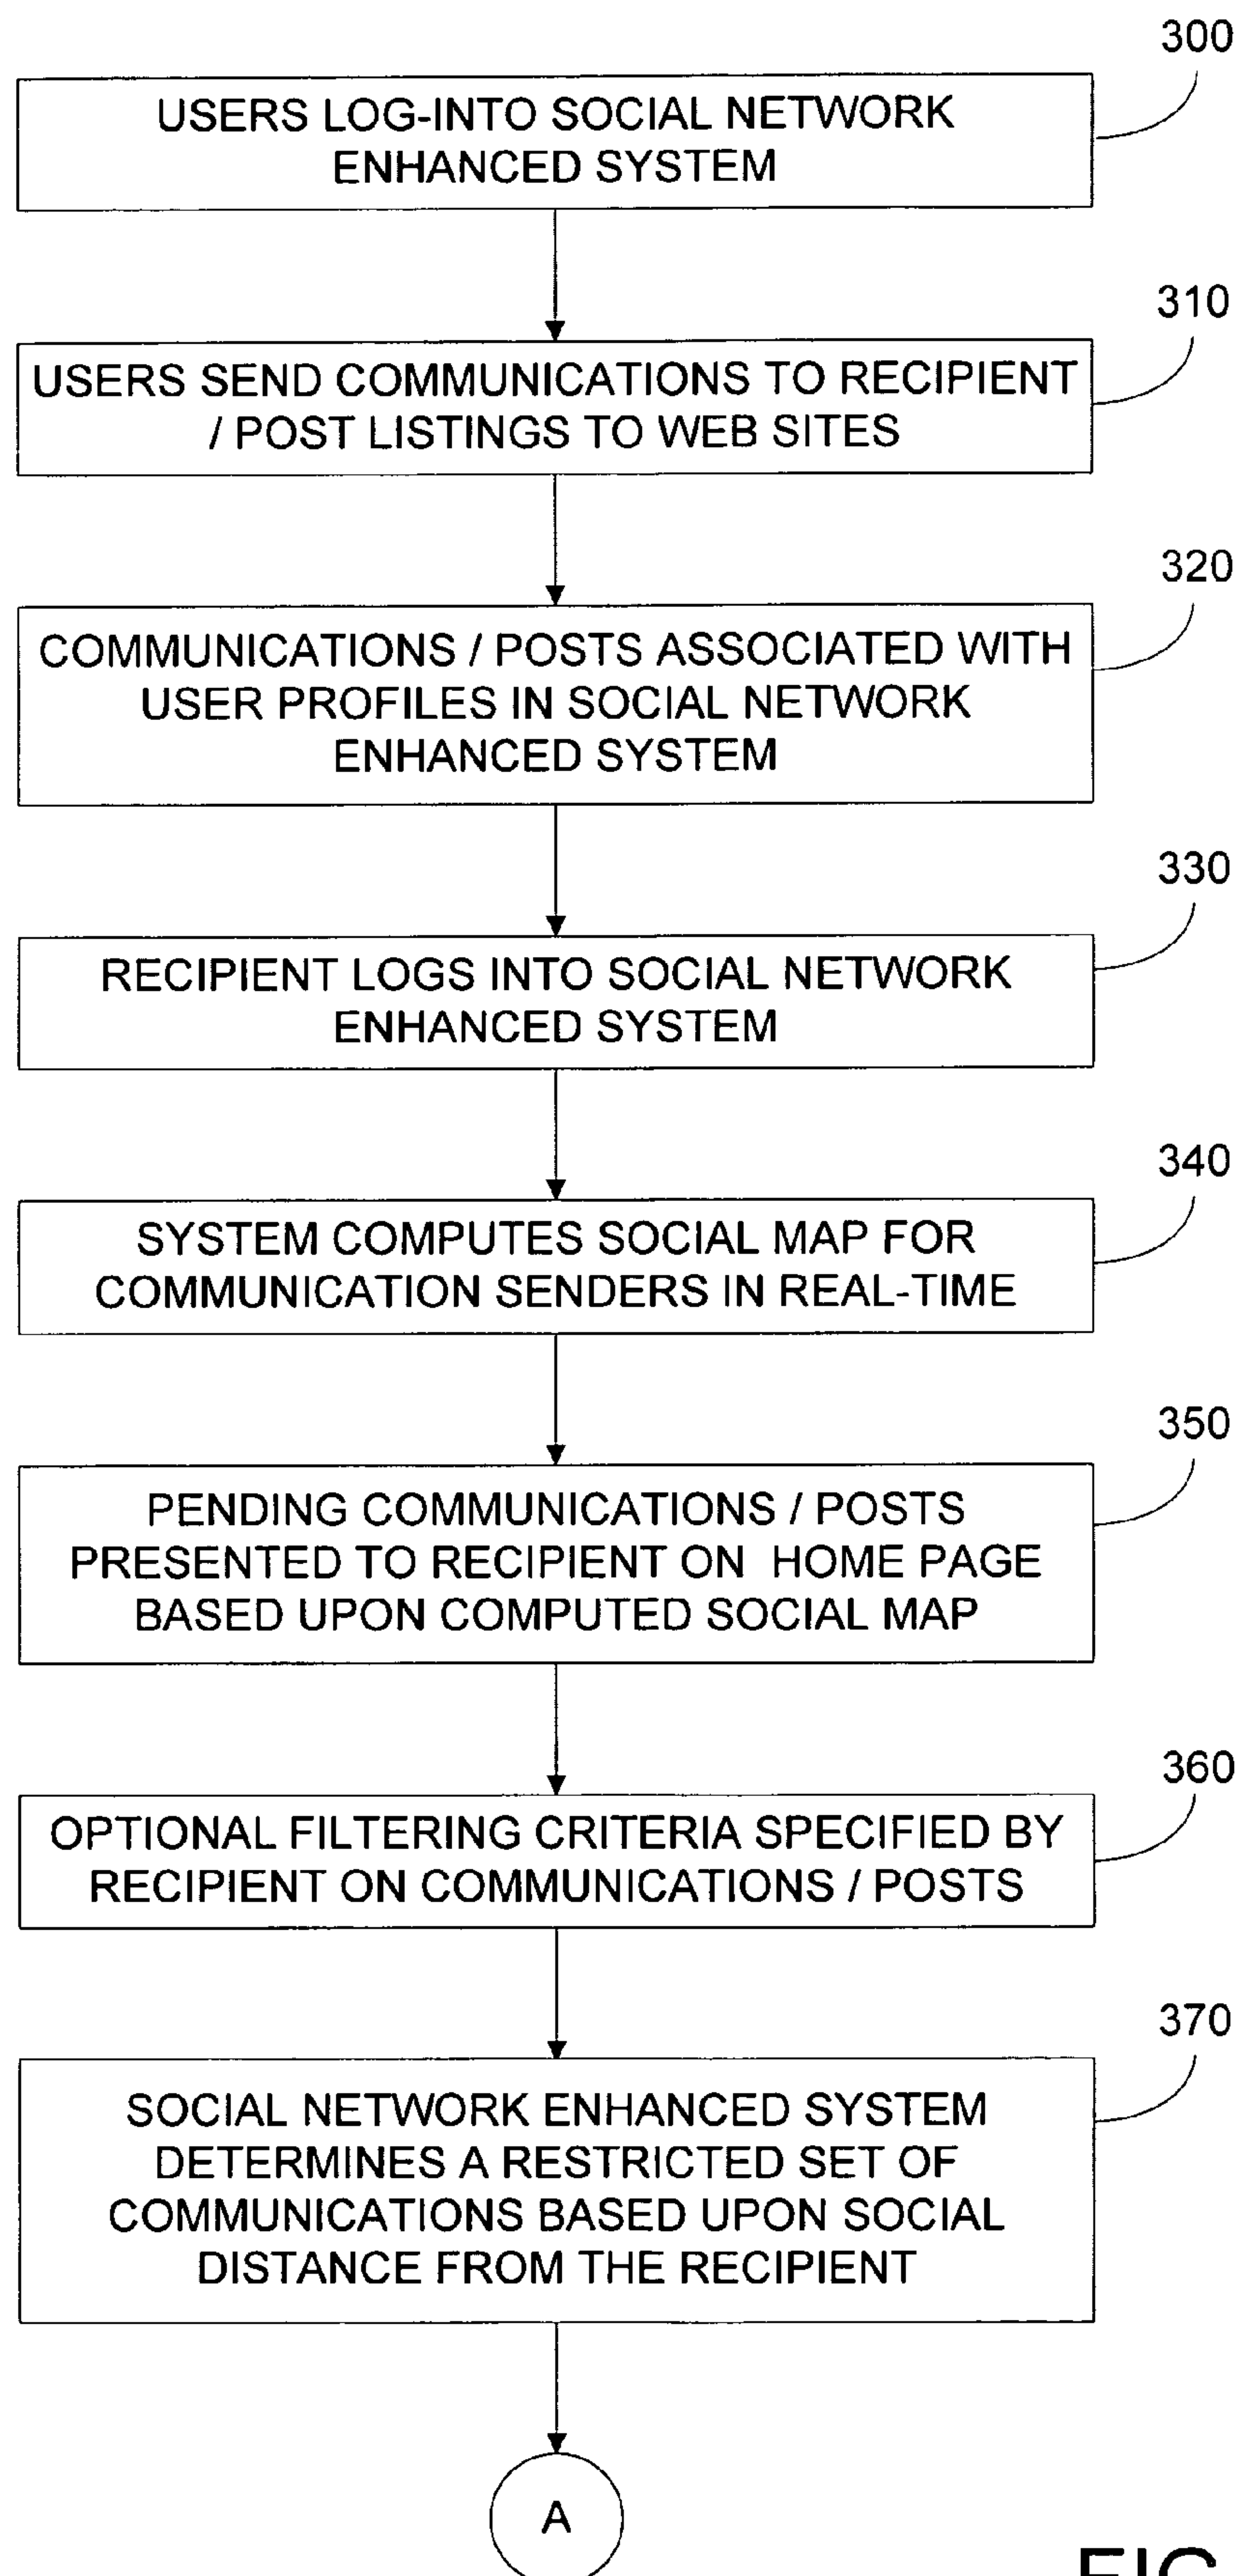 300
USERS LOG-INTO SOCIAL NETWORK
ENHANCED SYSTEM
310
USERS SEND COMMUNICATIONS TO RECIPIENT
/ POST LISTINGS TO WEB SITES
320
COMMUNICATIONS / POSTS ASSOCIATED WITH
USER PROFILES IN SOCIAL NETWORK
ENHANCED SYSTEM
330
RECIPIENT LOGS INTO SOCIAL NETWORK
ENHANCED SYSTEM
340
SYSTEM COMPUTES SOCIAL MAP FOR
COMMUNICATION SENDERS IN REAL-TIME
350
PENDING COMMUNICATIONS / POSTS
PRESENTED TO RECIPIENT ON HOME PAGE
BASED UPON COMPUTED SOCIAL MAP
360
OPTIONAL FILTERING CRITERIA SPECIFIED BY
RECIPIENT ON COMMUNICATIONS / POSTS
370
SOCIAL NETWORK ENHANCED SYSTEM
DETERMINES A RESTRICTED SET OF
COMMUNICATIONS BASED UPON SOCIAL
DISTANCE FROM THE RECIPIENT
A
FIG